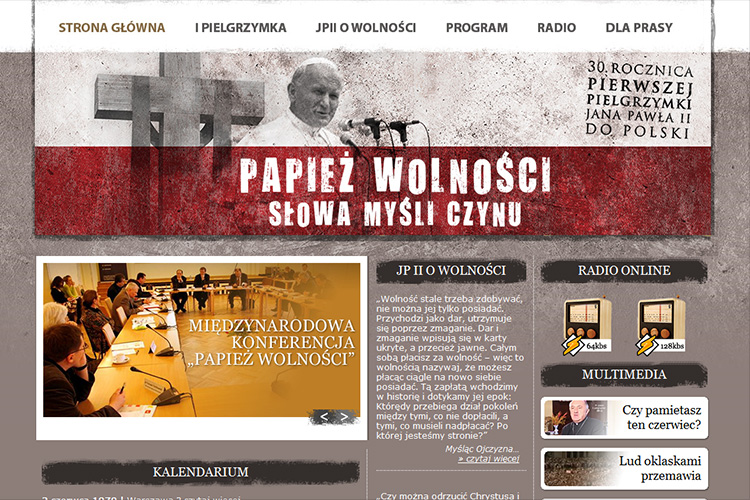 STRONA GŁÓWNA
I PIELGRZYMKA
JPII O WOLNOŚCI
PROGRAM
RADIO
DLA PRASY
30. ROCZNICA
PIERWSZEJ
PIELGRZYMKI
JANA PAWŁA II
DO POLSKI
PAPIEŻ WOLNOŚCI
SŁOWA MYŚLI CZYNU
MIĘDZYNARODOWA
KONFERENCJA
„PAPIEŻ WOLNOŚCI”
< >
KALENDARIUM
2 czerwca 1979 | Warszawa 2 czytaj więcej
JP II O WOLNOŚCI
„Wolność stale trzeba zdobywać,
nie można jej tylko posiadać.
Przychodzi jako dar, utrzymuje
się poprzez zmaganie. Dar i
zmaganie wpisują się w karty
ukryte, a przecież jawne. Całym
sobą płacisz za wolność – więc to
wolnością nazywaj, że możesz
płacąc ciągle na nowo siebie
posiadać. Tą zapłatą wchodzimy
w historię i dotykamy jej epok:
Którędy przebiega dział pokoleń
między tymi, co nie dopłacili, a
tymi, co musieli nadpłacać? Po
której jesteśmy stronie?”
Myśląc Ojczyzna...
» czytaj więcej
„Czy można odrzucić Chrystusa i
RADIO ONLINE
64kbs
128kbs
MULTIMEDIA
Czy pamietasz
ten czerwiec?
Lud oklaskami
przemawia